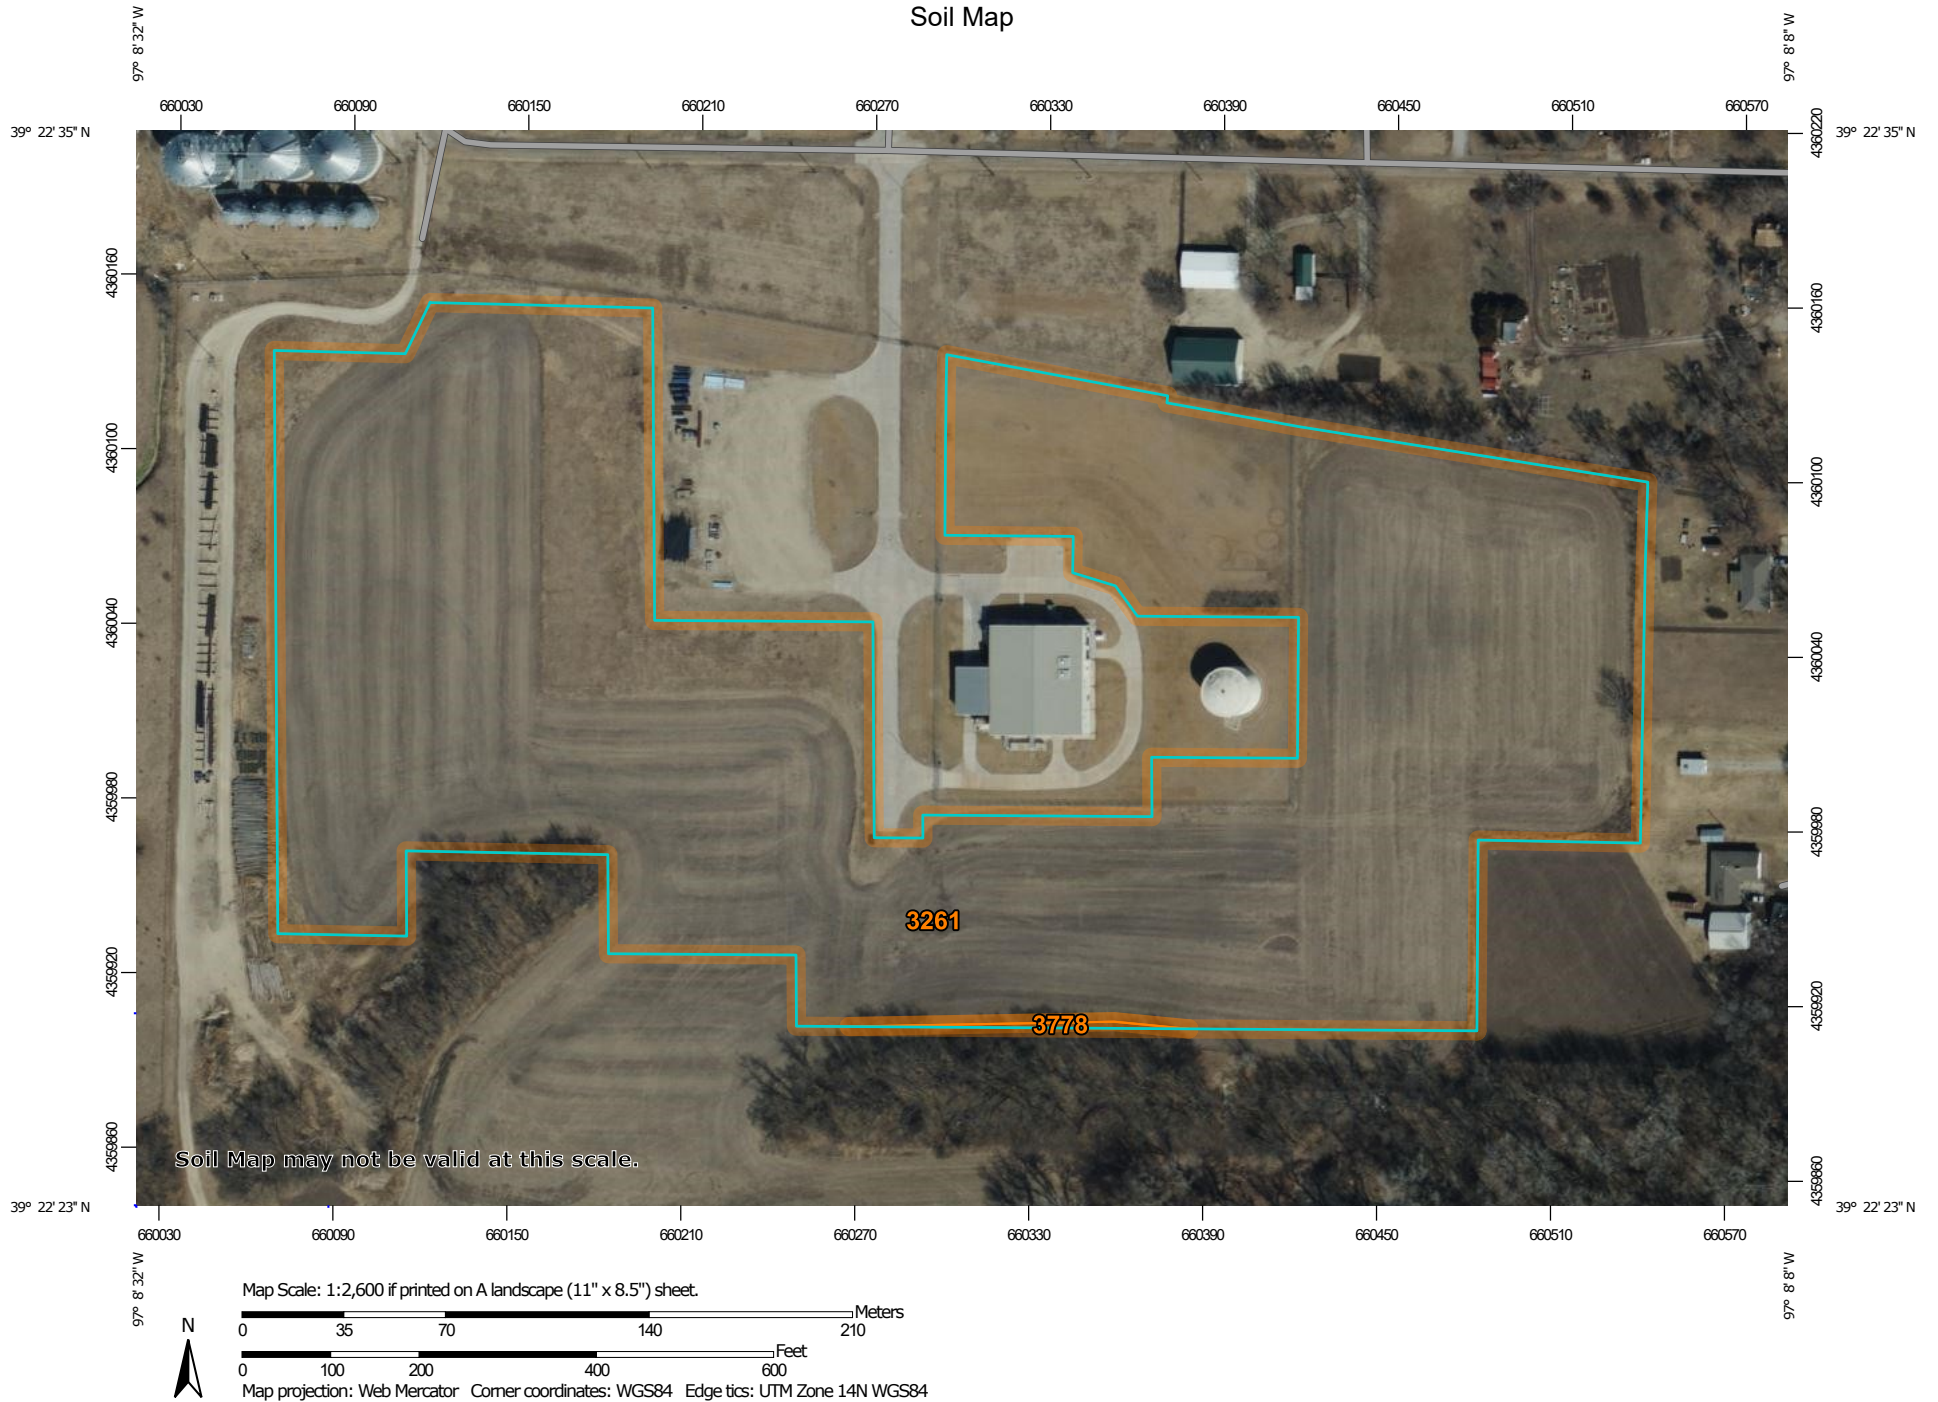 Soil Map
97° 8' 32'' W
97° 8' 8'' W
660030 660090 660150 660210 660270 660330 660390 660450 660510 660570
39° 22' 35'' N
39° 22' 35'' N
4360220
4360160
4360160
4360100
4360100
4360040
4360040
4359980
4359980
3261
4359920
4359920
3778
4359860
4359860
Soil Map may not be valid at this scale.
39° 22' 23'' N
39° 22' 23'' N
660030 660090 660150 660210 660270 660330 660390 660450 660510 660570
97° 8' 32'' W
97° 8' 8'' W
Map Scale: 1:2,600 if printed on A landscape (11" x 8.5") sheet.
Meters
N
0 35 70 140 210
Feet
0 100 200 400 600
Map projection: Web Mercator Corner coordinates: WGS84 Edge tics: UTM Zone 14N WGS84